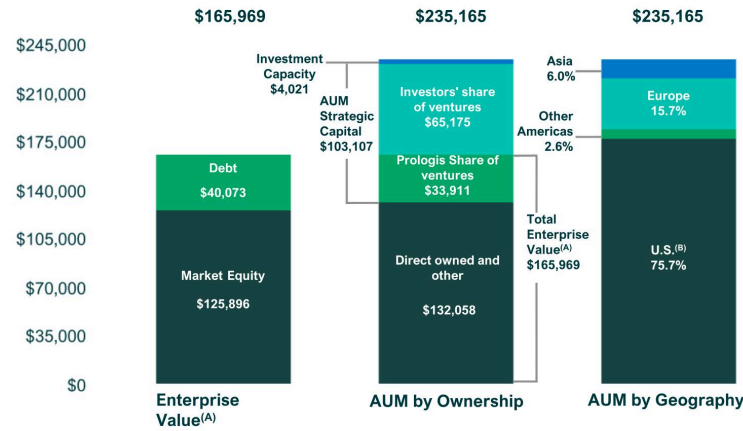 $165,969
$235,165
$235,165
$245,000
$210,000
$175,000
$140,000
$105,000
$70,000
$35,000
$0
Debt
$40,073
Market Equity
$125,896
Enterprise
Value(A)
Investment
Capacity
$4,021
AUM
Strategic
Capital
$103,107
Investors' share
of ventures
$65,175
Prologis Share of
ventures
$33,911
Direct owned and
other
$132,058
Total
Enterprise
Value(A)
$165,969
AUM by Ownership
Asia
6.0%
Europe
15.7%
Other
Americas
2.6%
U.S.(B)
75.7%
AUM by Geography